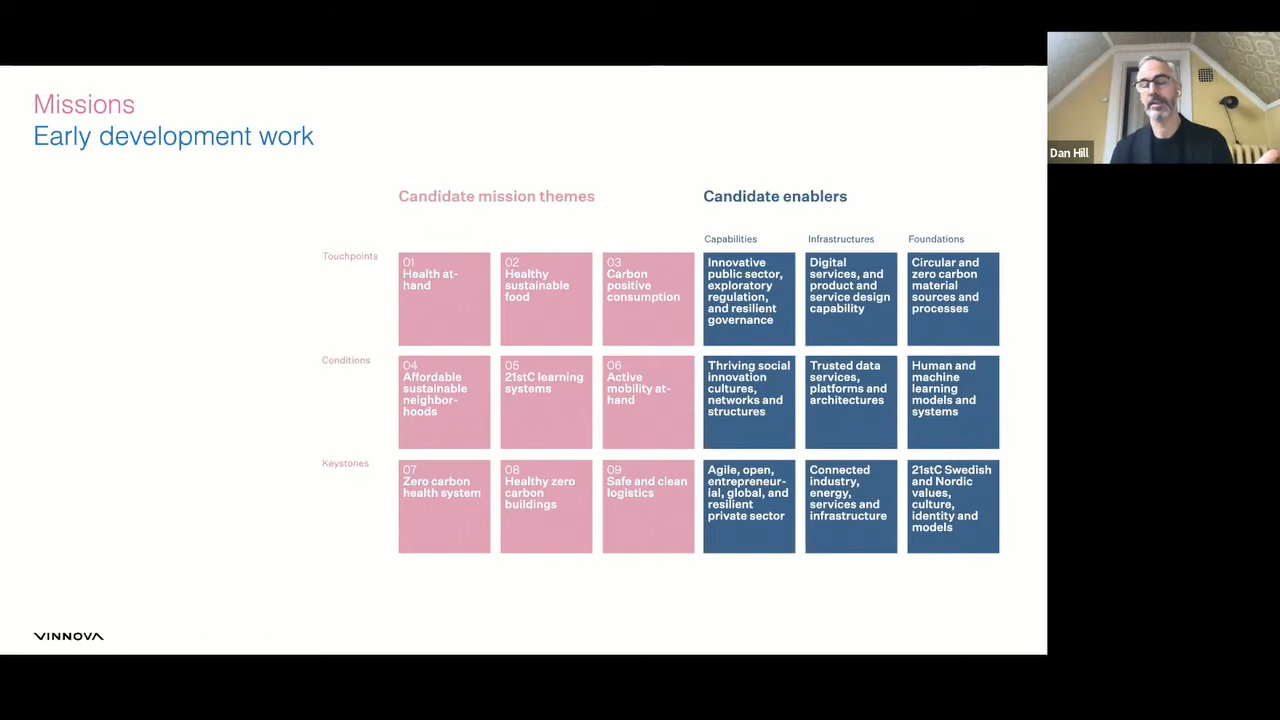 Missions
Early development work
Dan Hill
Candidate mission themes
Candidate enablers
Capabilities
Infrastructures
Foundations
Touchpoints
01
Health at-
hand
02
Healthy
sustainable
food
03
Carbon
positive
consumption
Innovative
public sector,
exploratory
regulation,
and resilient
governance
Digital
services, and
product and
service design
capability
Circular and
zero carbon
material
sources and
processes
Conditions
04
Affordable
sustainable
neighbor-
hoods
05
21stC learning
systems
06
Active
mobility at-
hand
Thriving social
innovation
cultures,
networks and
structures
Trusted data
services,
platforms and
architectures
Human and
machine
learning
models and
systems
Keystones
07
Zero carbon
health system
08
Healthy zero
carbon
buildings
09
Safe and clean
logistics
Agile, open,
entrepreneur-
ial, global, and
resilient
private sector
Connected
industry,
energy,
services and
infrastructure
21stC Swedish
and Nordic
values,
culture,
identity and
models
VINNOVA